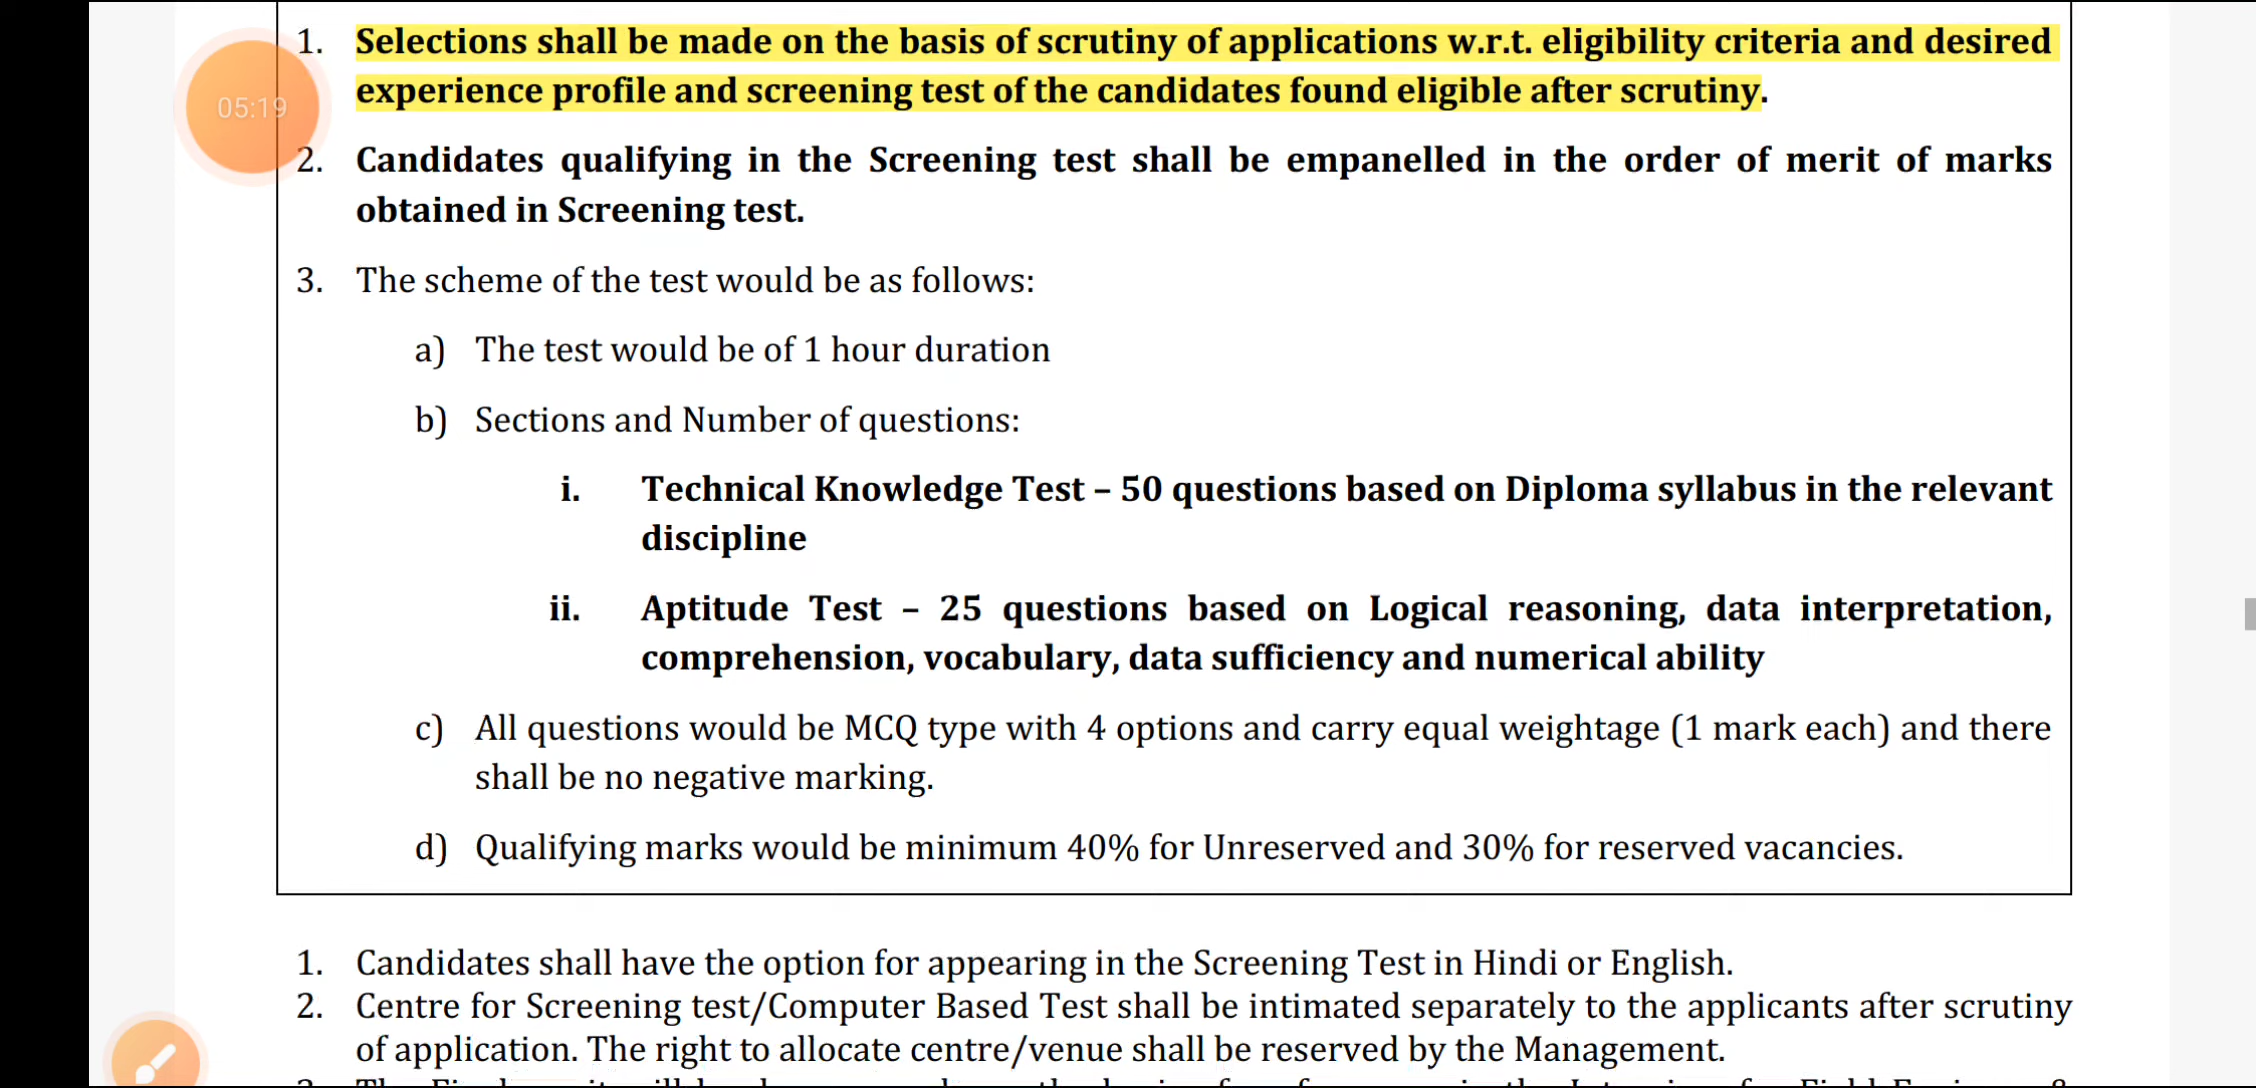 1. Selections shall be made on the basis of scrutiny of applications w.r.t. eligibility criteria and desired
experience profile and screening test of the candidates found eligible after scrutiny.
05:19
2. Candidates qualifying in the Screening test shall be empanelled in the order of merit of marks
obtained in Screening test.
3. The scheme of the test would be as follows:
a) The test would be of 1 hour duration
b) Sections and Number of questions:
i. Technical Knowledge Test – 50 questions based on Diploma syllabus in the relevant
discipline
ii. Aptitude Test – 25 questions based on Logical reasoning, data interpretation,
comprehension, vocabulary, data sufficiency and numerical ability
c) All questions would be MCQ type with 4 options and carry equal weightage (1 mark each) and there
shall be no negative marking.
d) Qualifying marks would be minimum 40% for Unreserved and 30% for reserved vacancies.
1. Candidates shall have the option for appearing in the Screening Test in Hindi or English.
2. Centre for Screening test/Computer Based Test shall be intimated separately to the applicants after scrutiny
of application. The right to allocate centre/venue shall be reserved by the Management.